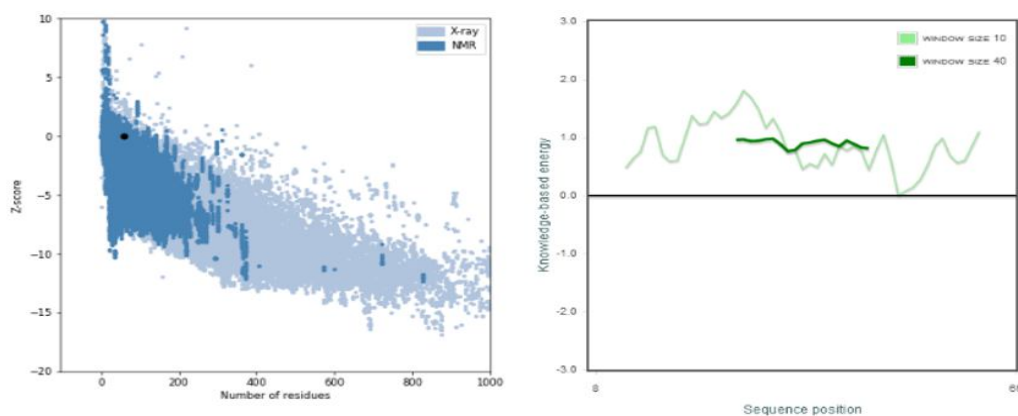 10
5
0
−5
−10
−15
−20
Z-score
0
200
400
600
800
1000
Number of residues
X-ray
NMR
3.0
2.0
1.0
0.0
-1.0
-2.0
-3.0
Knowledge-based energy
WINDOW SIZE 10
WINDOW SIZE 40
8
Sequence position